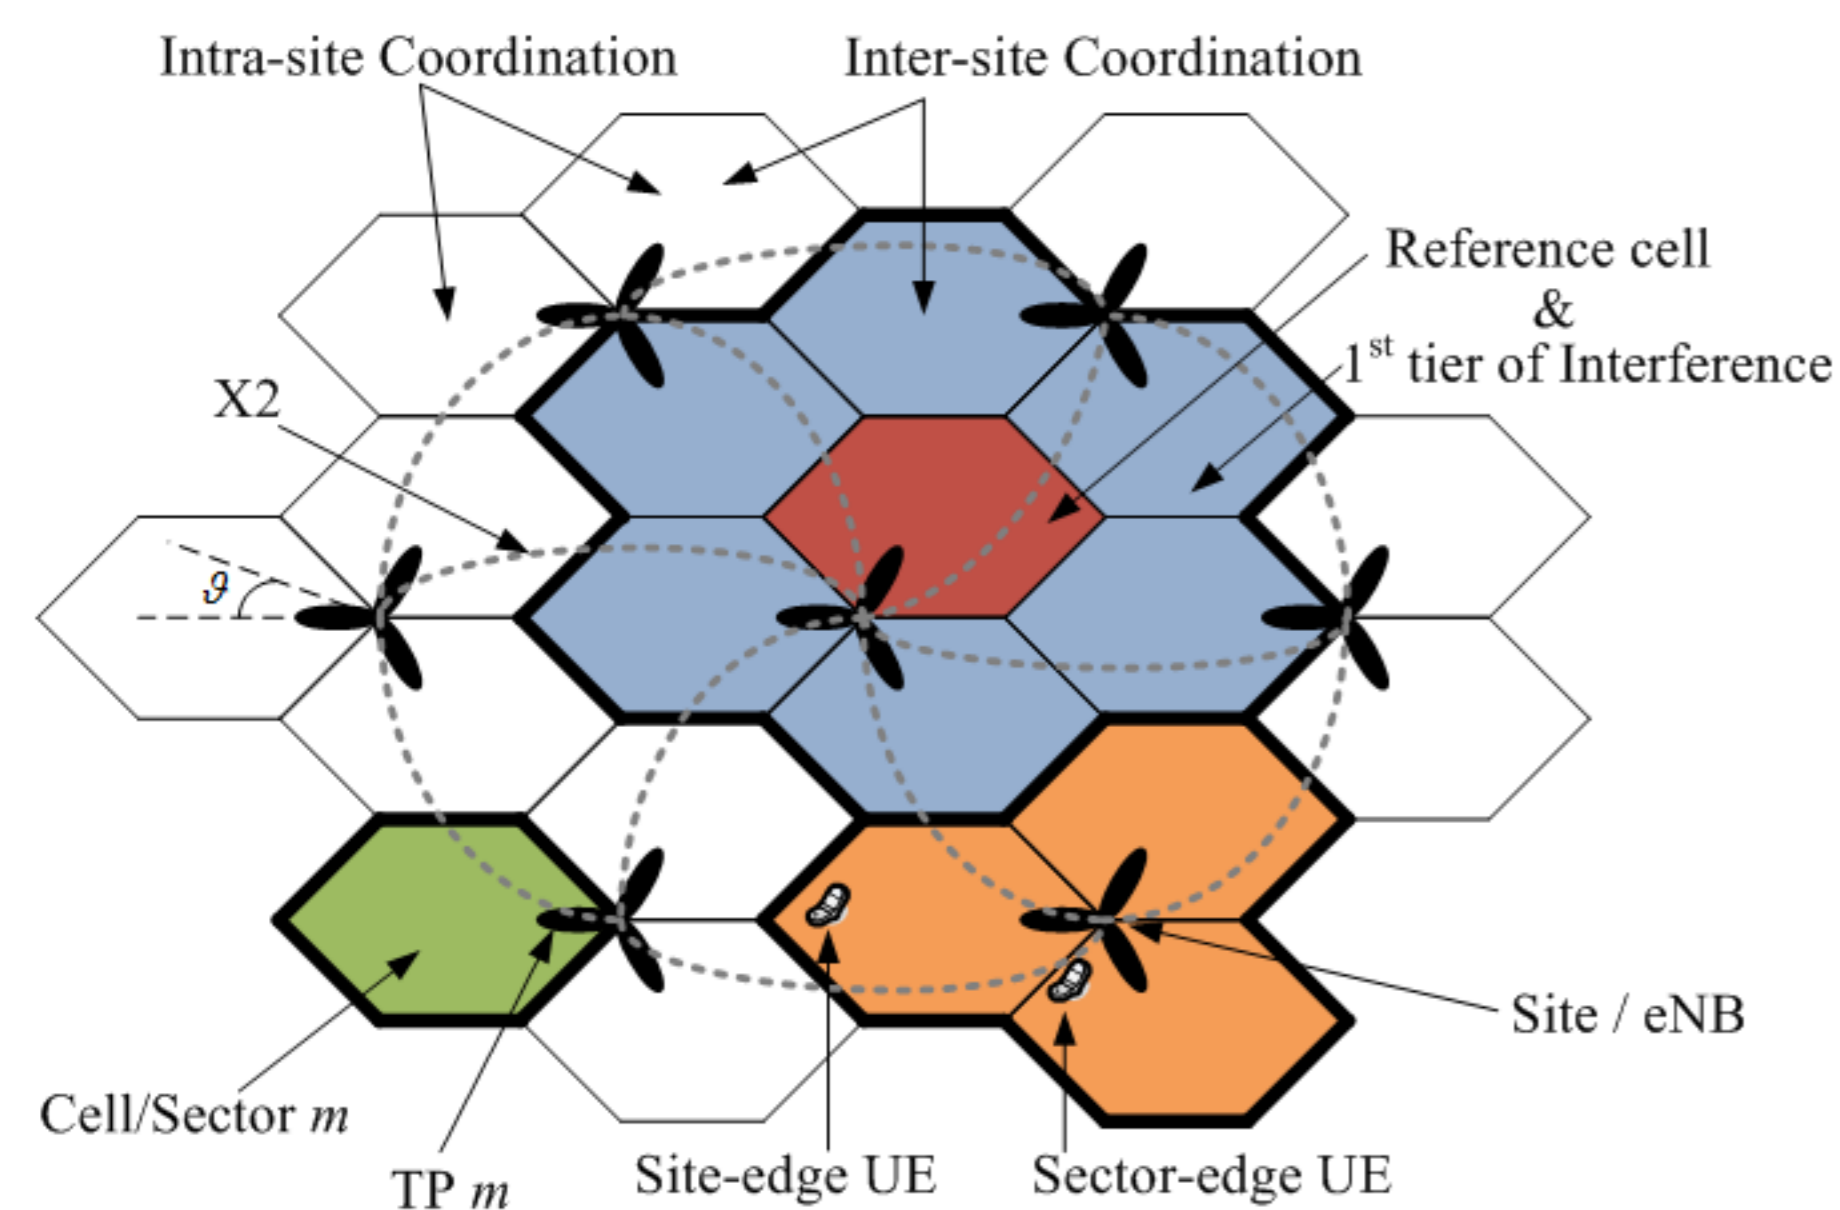 Intra-site Coordination
Inter-site Coordination
Reference cell
&
1st tier of Interference
X2
ϑ
Site / eNB
Cell/Sector m
TP m
Site-edge UE
Sector-edge UE